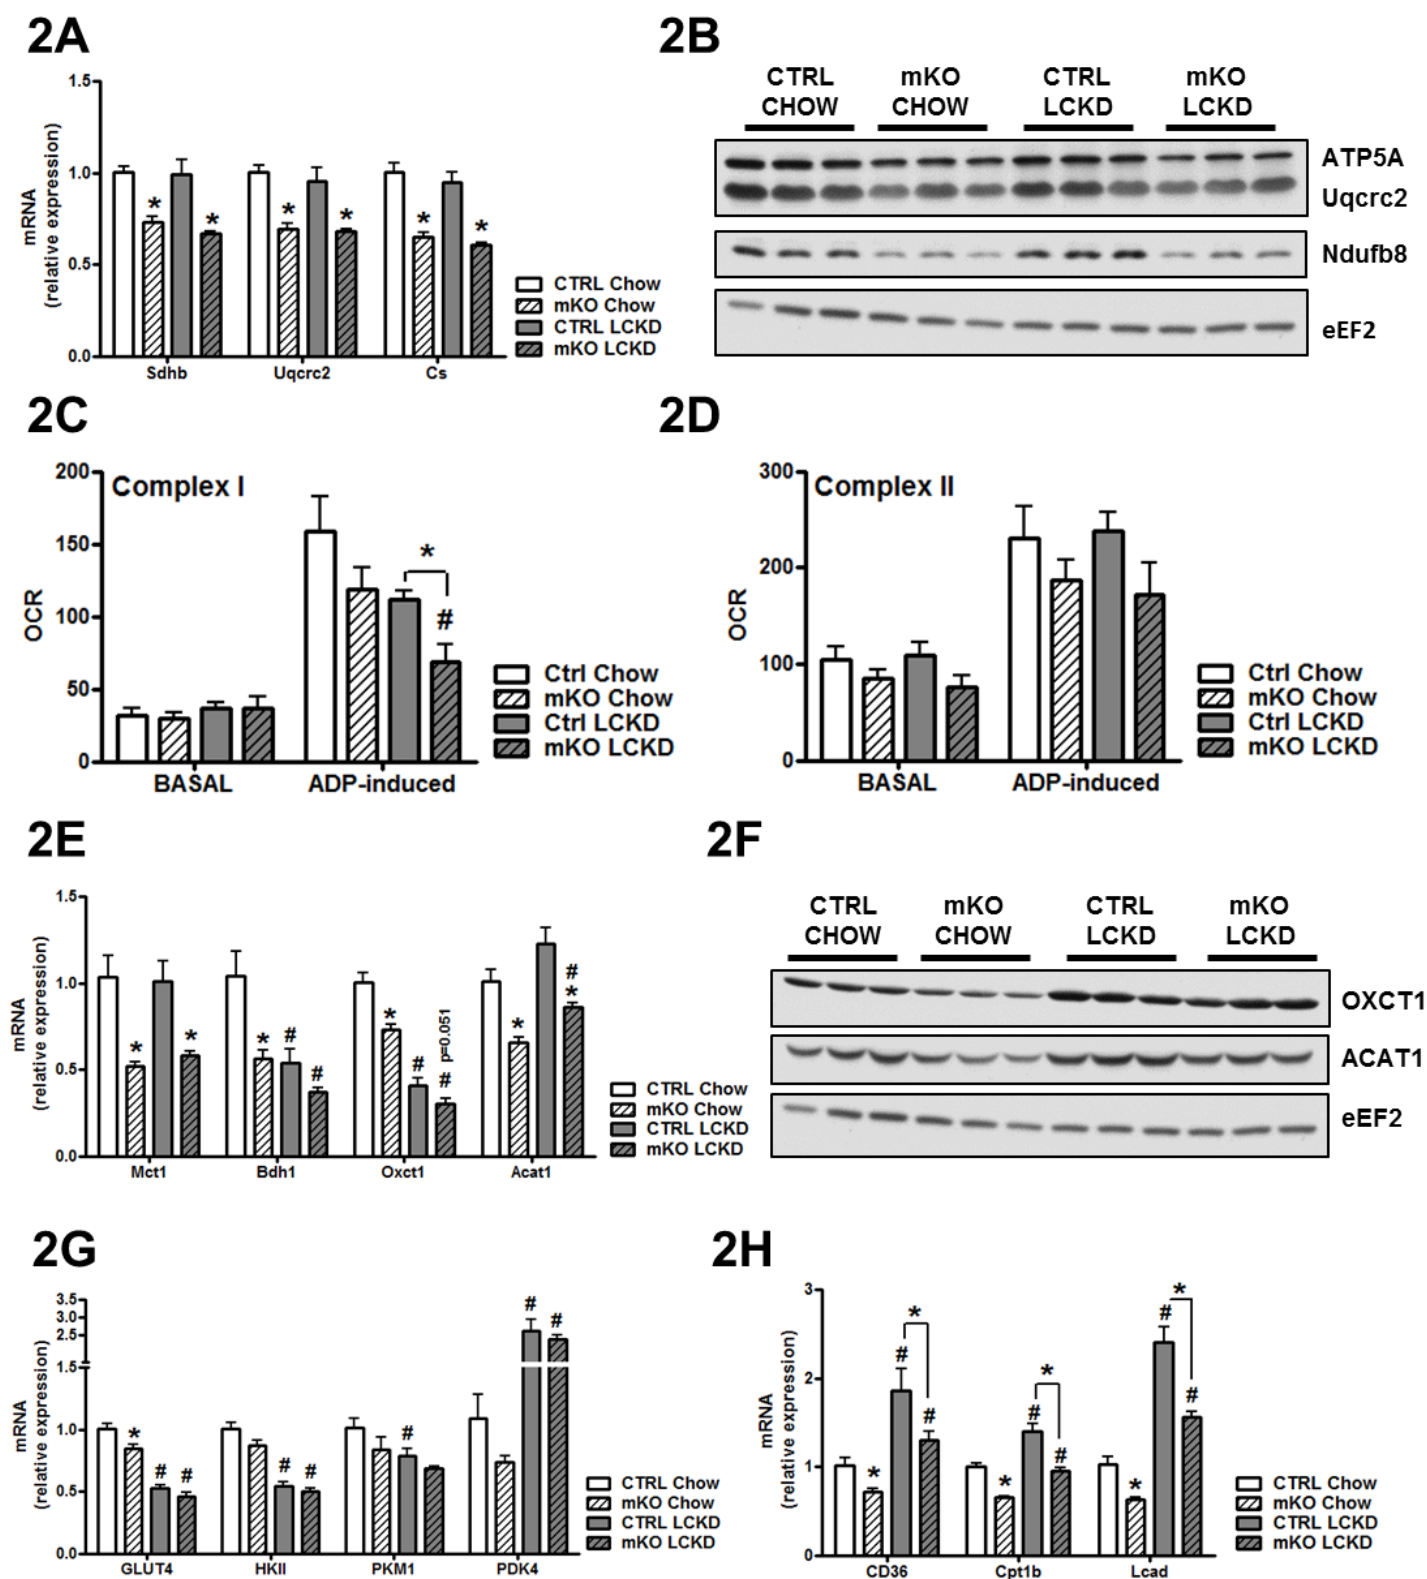 2A
1.5
1.0
0.5
0.0
mRNA
(relative expression)
* * * * * *
Sdhb Uqcrc2 Cs
CTRL Chow
mKO Chow
CTRL LCKD
mKO LCKD
2B
CTRL mKO CTRL mKO
CHOW CHOW LCKD LCKD
ATP5A
Uqcrc2
Ndufb8
eEF2
2C
200
150
100
50
0
OCR
Complex I
*
#
BASAL ADP-induced
Ctrl Chow
mKO Chow
Ctrl LCKD
mKO LCKD
2D
300
200
100
0
OCR
Complex II
BASAL ADP-induced
Ctrl Chow
mKO Chow
Ctrl LCKD
mKO LCKD
2E
1.5
1.0
0.5
0.0
mRNA
(relative expression)
* * * # # * # # p=0.051 * # *
Mct1 Bdh1 Oxct1 Acat1
CTRL Chow
mKO Chow
CTRL LCKD
mKO LCKD
2F
CTRL mKO CTRL mKO
CHOW CHOW LCKD LCKD
OXCT1
ACAT1
eEF2
2G
3.5
3.0
2.5
1.5
1.0
0.5
0.0
mRNA
(relative expression)
* # # # # # # #
GLUT4 HKII PKM1 PDK4
CTRL Chow
mKO Chow
CTRL LCKD
mKO LCKD
2H
3
2
1
0
mRNA
(relative expression)
* # * # * # * # * # * #
CD36 Cpt1b Lcad
CTRL Chow
mKO Chow
CTRL LCKD
mKO LCKD